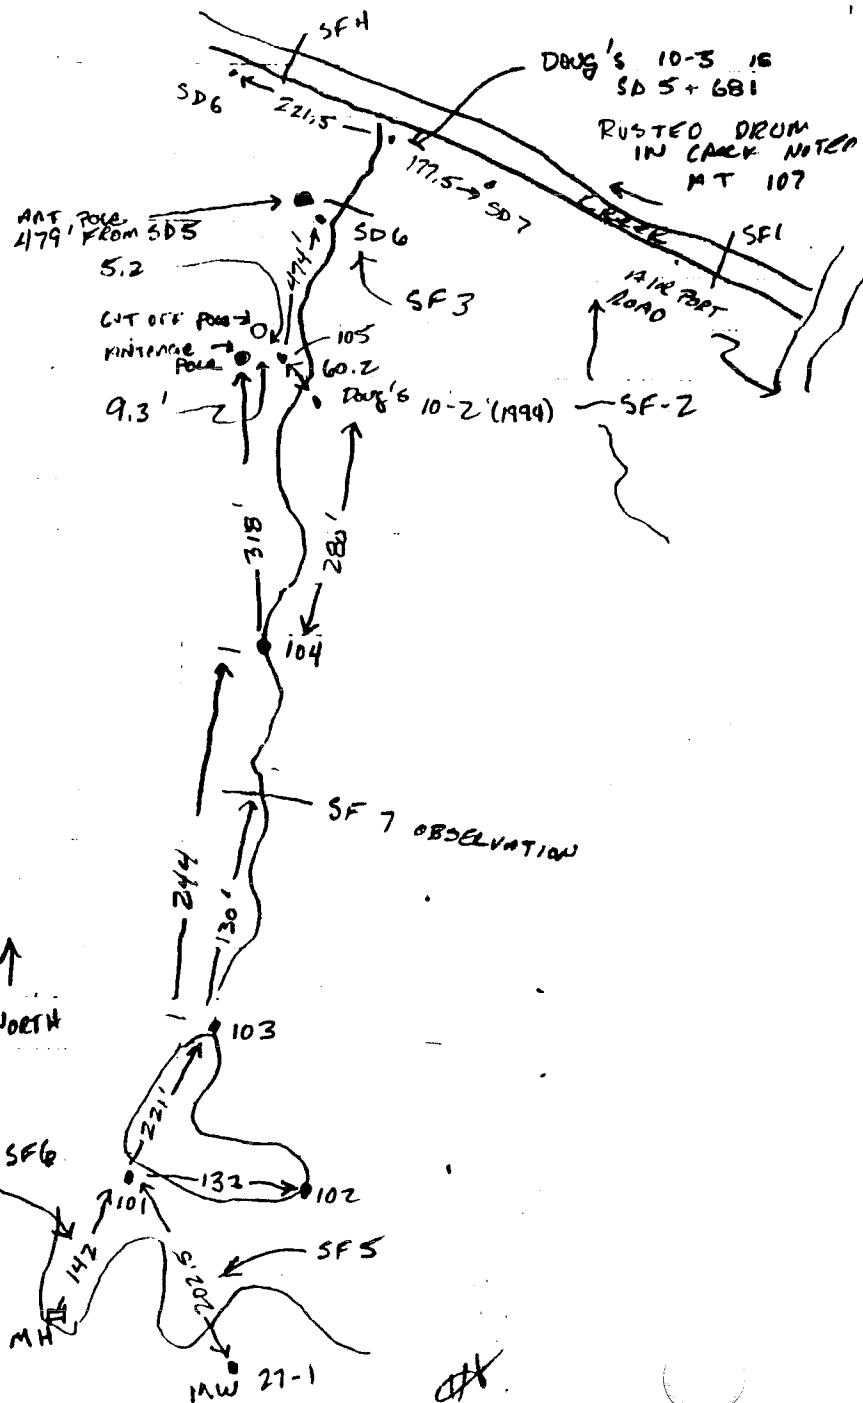 SF4
DOUG'S 10-3 IS
SD 5 + 681
SD6
221.5
RUSTED DRUM
IN CREEK NOTED
AT 107
177.5
SD7
CREEK
SF1
ANT POLE
479' FROM SD5
SD6
474'
AIRPORT
ROAD
5.2
SF3
CUT OFF POLE
105
POLE
60.2
9.3'
DOUG'S 10-2 (1994)
SF-2
318'
280'
104
SF 7 OBSERVATION
244
130'
NORTH
103
221'
SF6
101
132
102
142
202.5
SF5
MH
MW 27-1